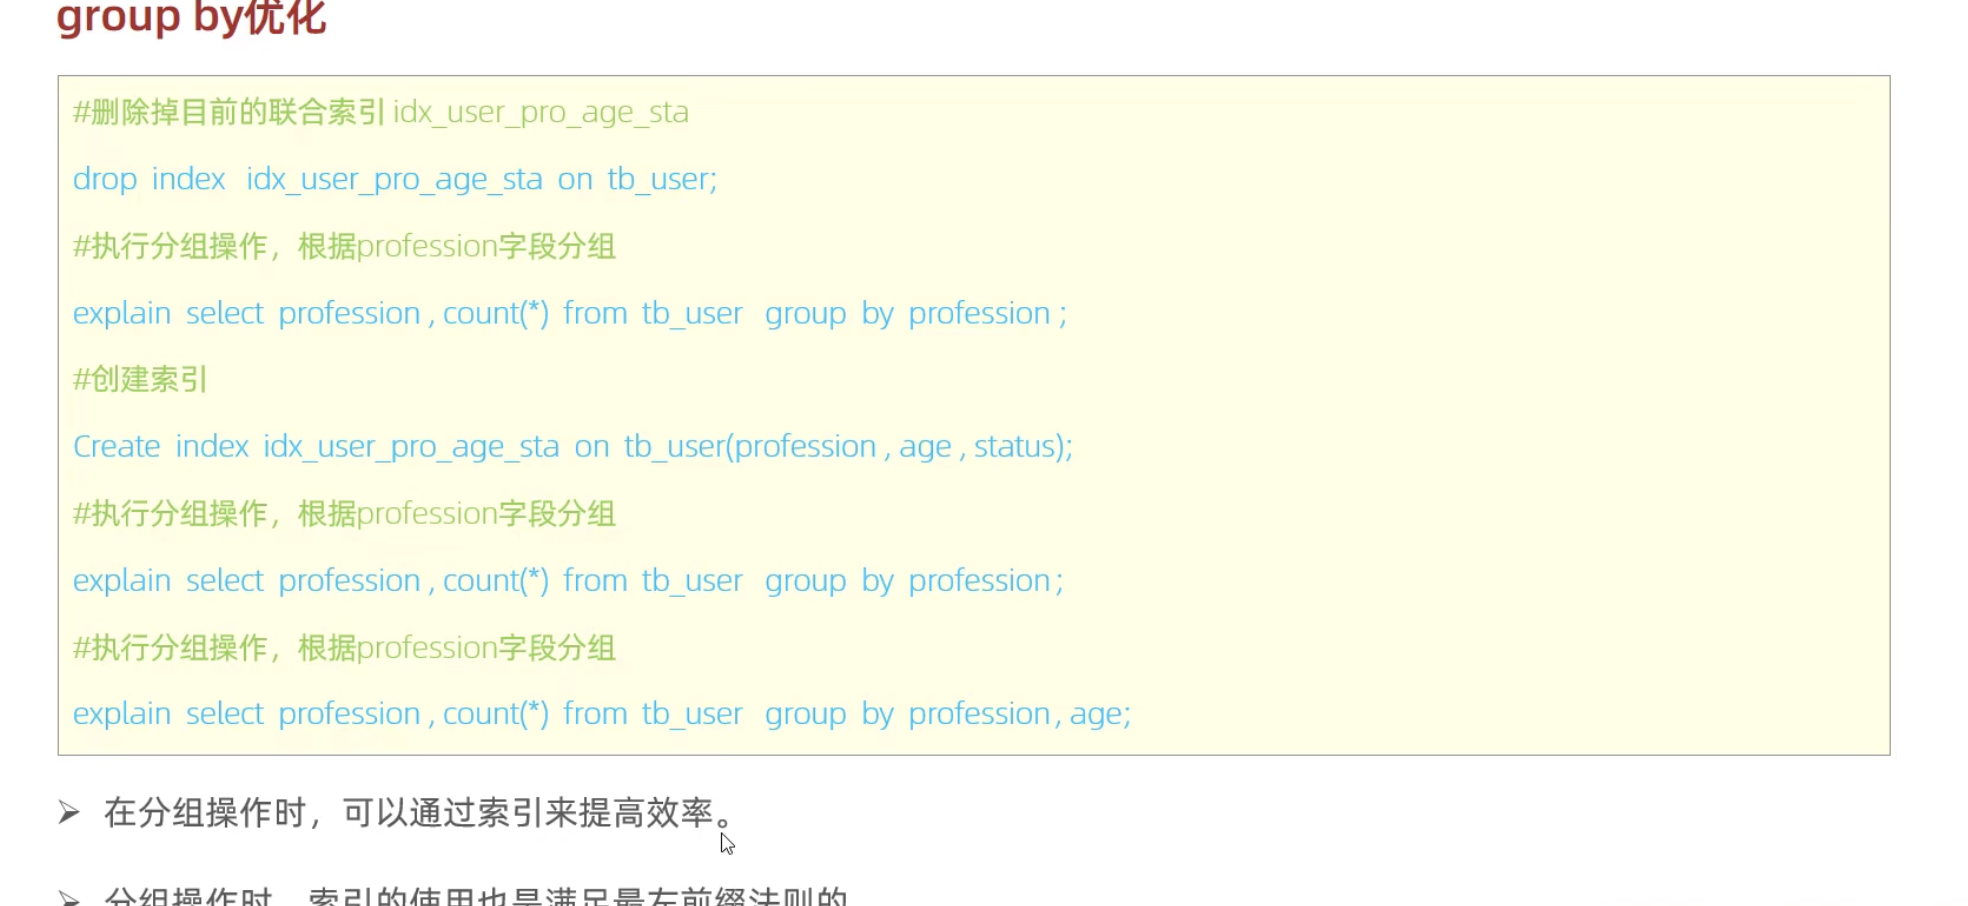 group by优化
#删除掉目前的联合索引 idx_user_pro_age_sta
drop index idx_user_pro_age_sta on tb_user;
#执行分组操作，根据profession字段分组
explain select profession , count(*) from tb_user group by profession ;
#创建索引
Create index idx_user_pro_age_sta on tb_user(profession , age , status);
#执行分组操作，根据profession字段分组
explain select profession , count(*) from tb_user group by profession ;
#执行分组操作，根据profession字段分组
explain select profession , count(*) from tb_user group by profession , age;
➢ 在分组操作时，可以通过索引来提高效率。
➢ 分组操作时，索引的使用也是满足最左前缀法则的